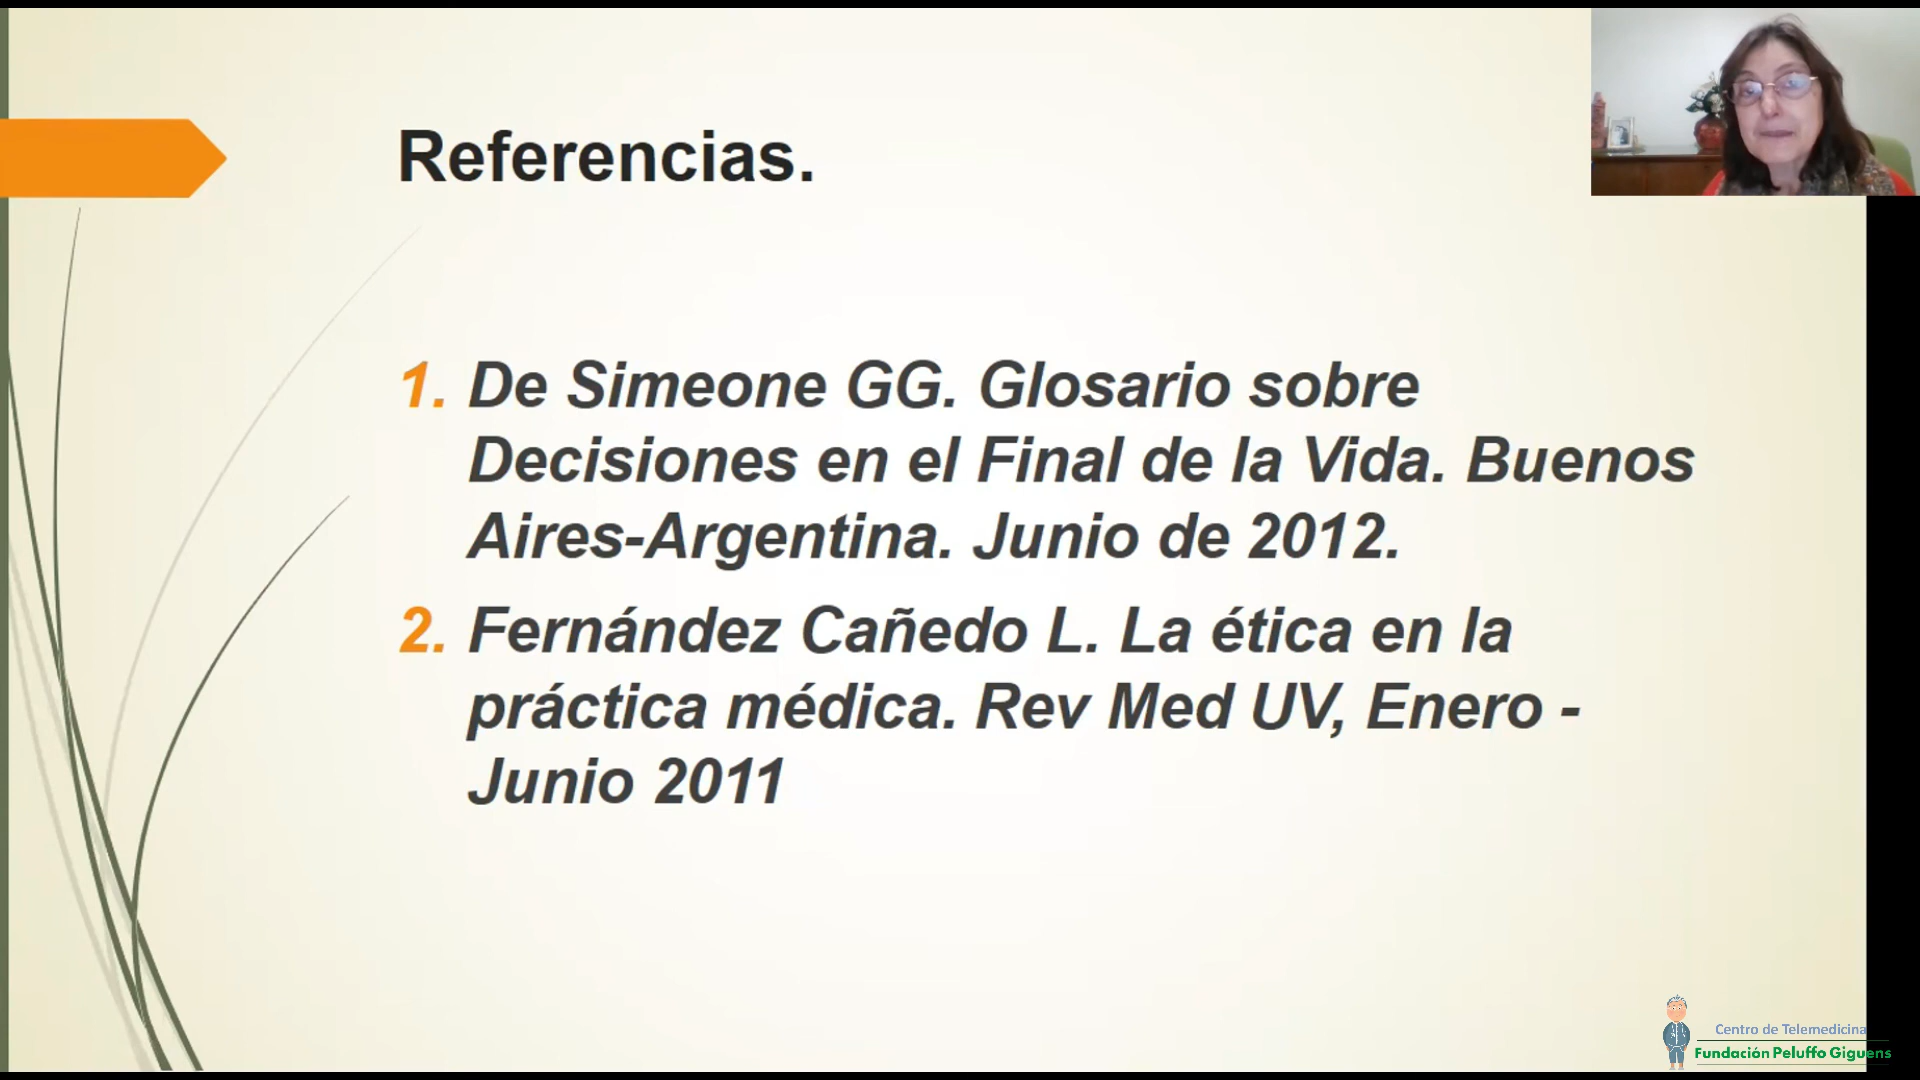 Referencias.
1. De Simeone GG. Glosario sobre
Decisiones en el Final de la Vida. Buenos
Aires-Argentina. Junio de 2012.
2. Fernández Cañedo L. La ética en la
práctica médica. Rev Med UV, Enero -
Junio 2011
Centro de Telemedicina
Fundación Peluffo Giguens